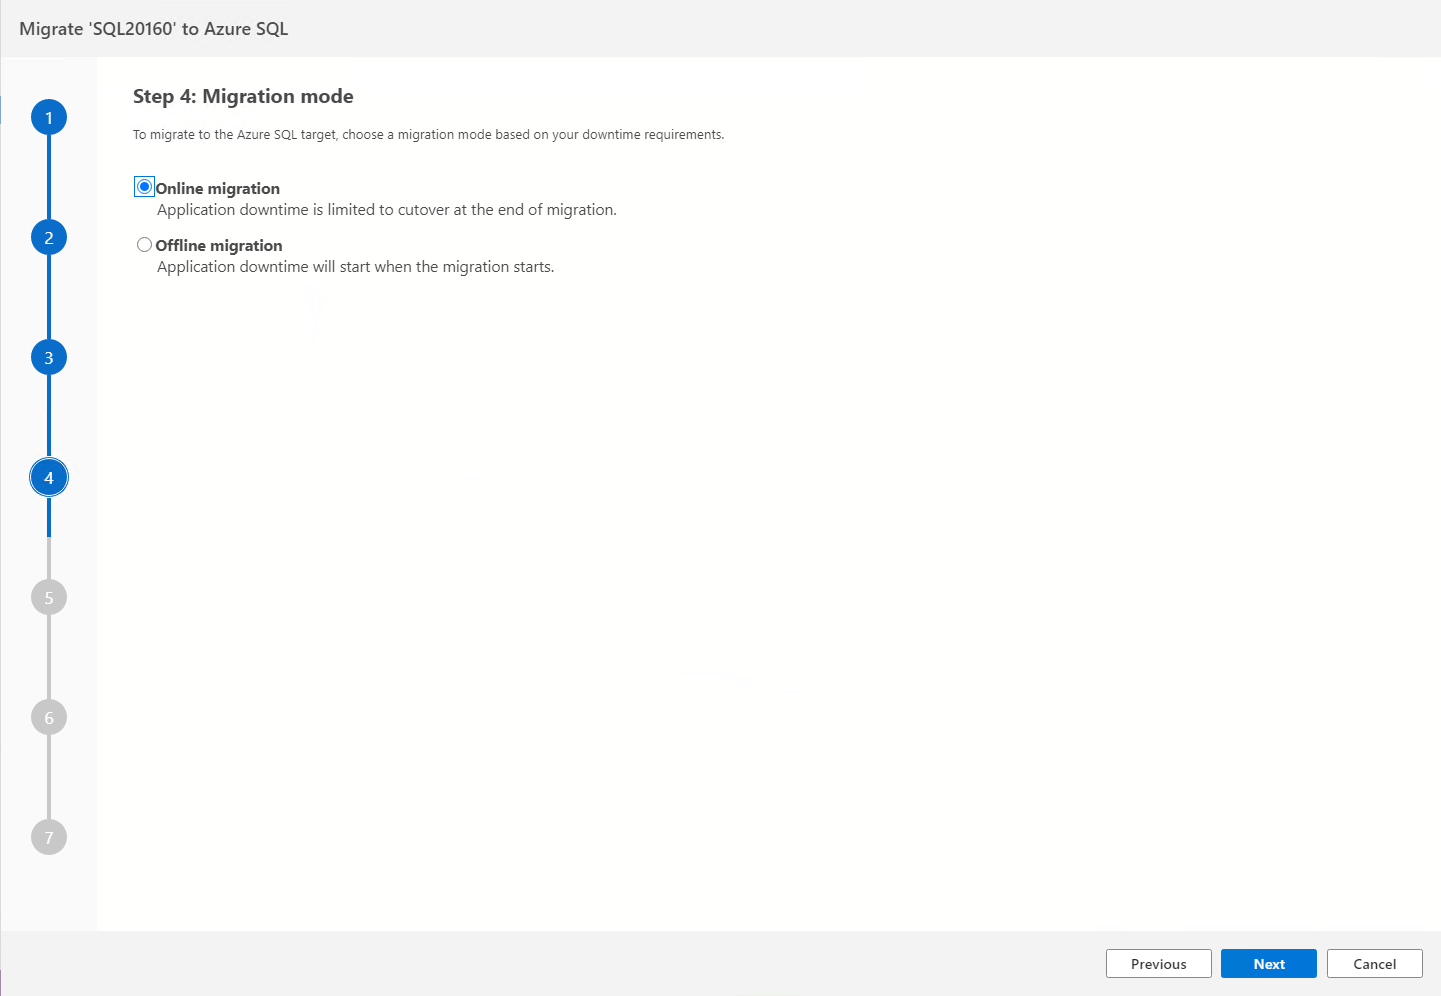 Migrate 'SQL20160' to Azure SQL
1
2
3
4
5
6
7
Step 4: Migration mode
To migrate to the Azure SQL target, choose a migration mode based on your downtime requirements.
Online migration
Application downtime is limited to cutover at the end of migration.
Offline migration
Application downtime will start when the migration starts.
Previous
Next
Cancel